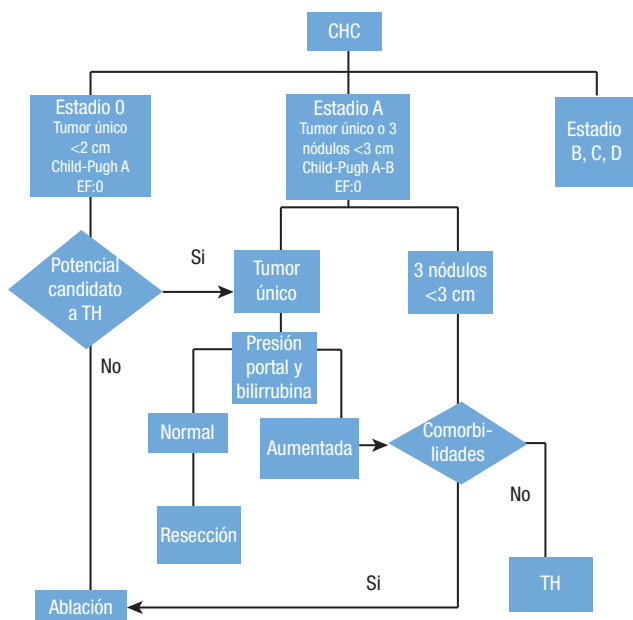 CHC
Estadio 0
Tumor único
<2 cm
Child-Pugh A
EF:0
Estadio A
Tumor único o 3
nódulos <3 cm
Child-Pugh A-B
EF:0
Estadio
B, C, D
Potencial
candidato
a TH
Si
Tumor
único
3 nódulos
<3 cm
No
Presión
portal y
bilirrubina
Normal
Aumentada
Comorbi-
lidades
No
Resección
TH
Si
Ablación